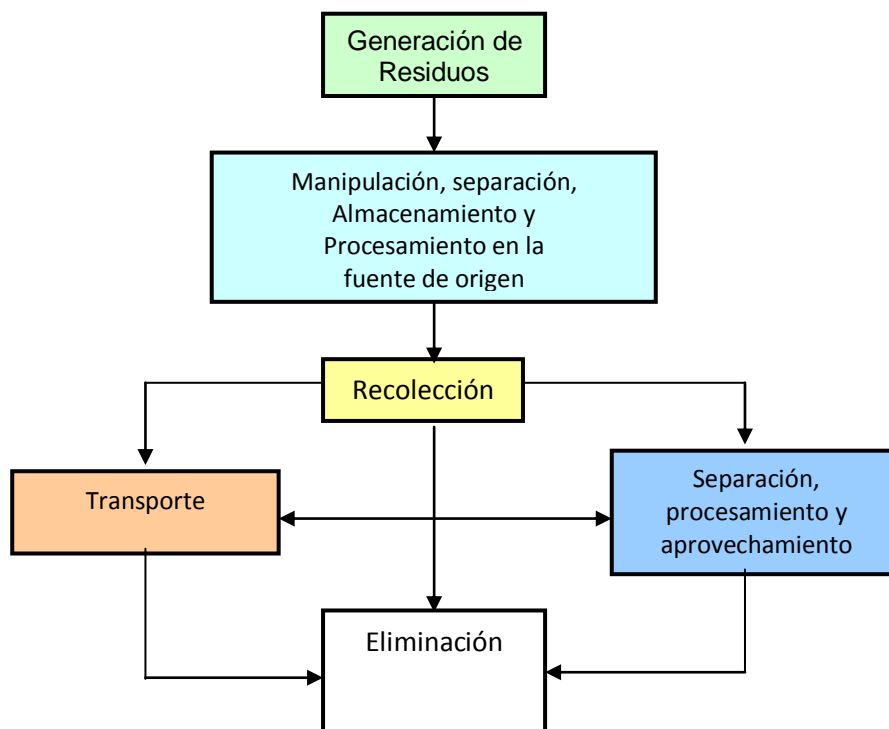 Generación de
Residuos
Manipulación, separación,
Almacenamiento y
Procesamiento en la
fuente de origen
Recolección
Transporte
Separación,
procesamiento y
aprovechamiento
Eliminación